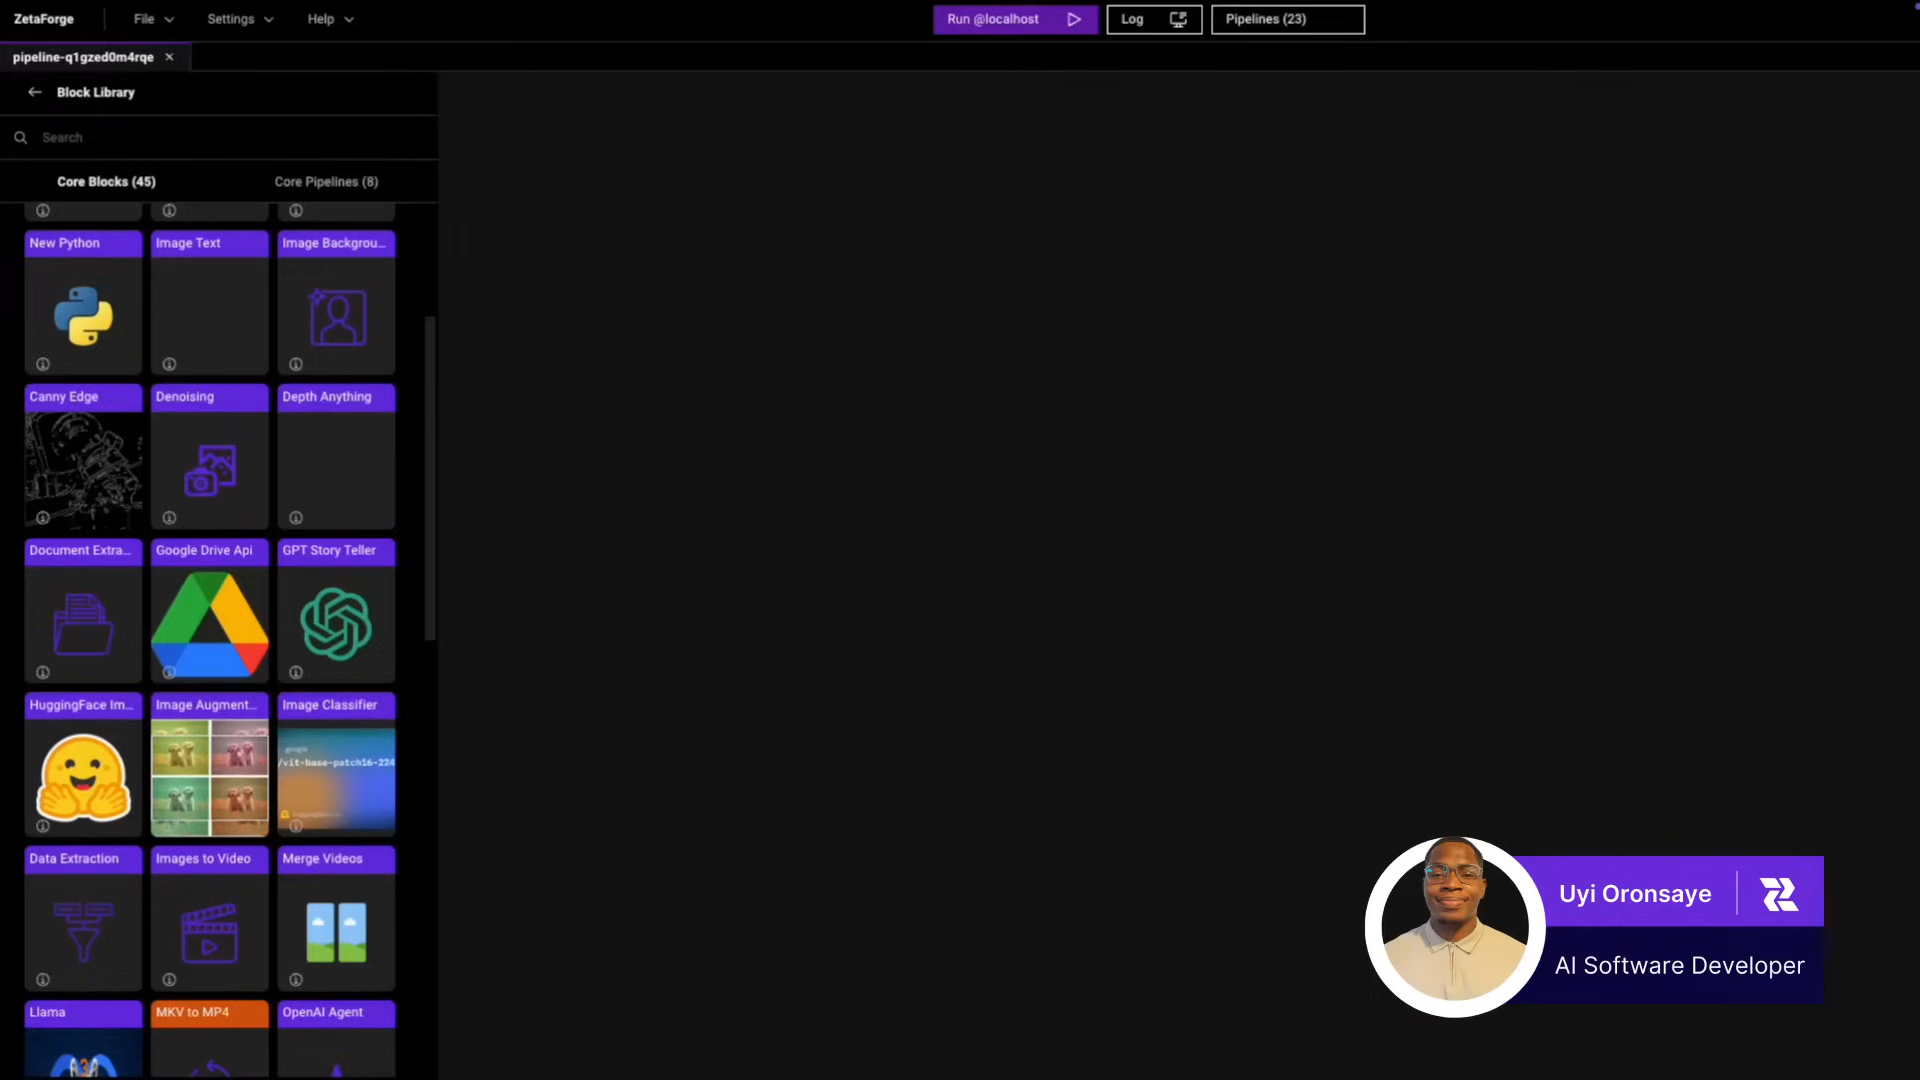 ZetaForge
File
Settings
Help
Run @localhost
Log
Pipelines (23)
pipeline-q1gzed0m4rqe
Block Library
Search
Core Blocks (45)
Core Pipelines (8)
New Python
Image Text
Image Backgrou...
Canny Edge
Denoising
Depth Anything
Document Extra...
Google Drive Api
GPT Story Teller
HuggingFace Im...
Image Augment...
Image Classifier
google
/vit-base-patch16-224
Data Extraction
Images to Video
Merge Videos
Llama
MKV to MP4
OpenAI Agent
Uyi Oronsaye
AI Software Developer